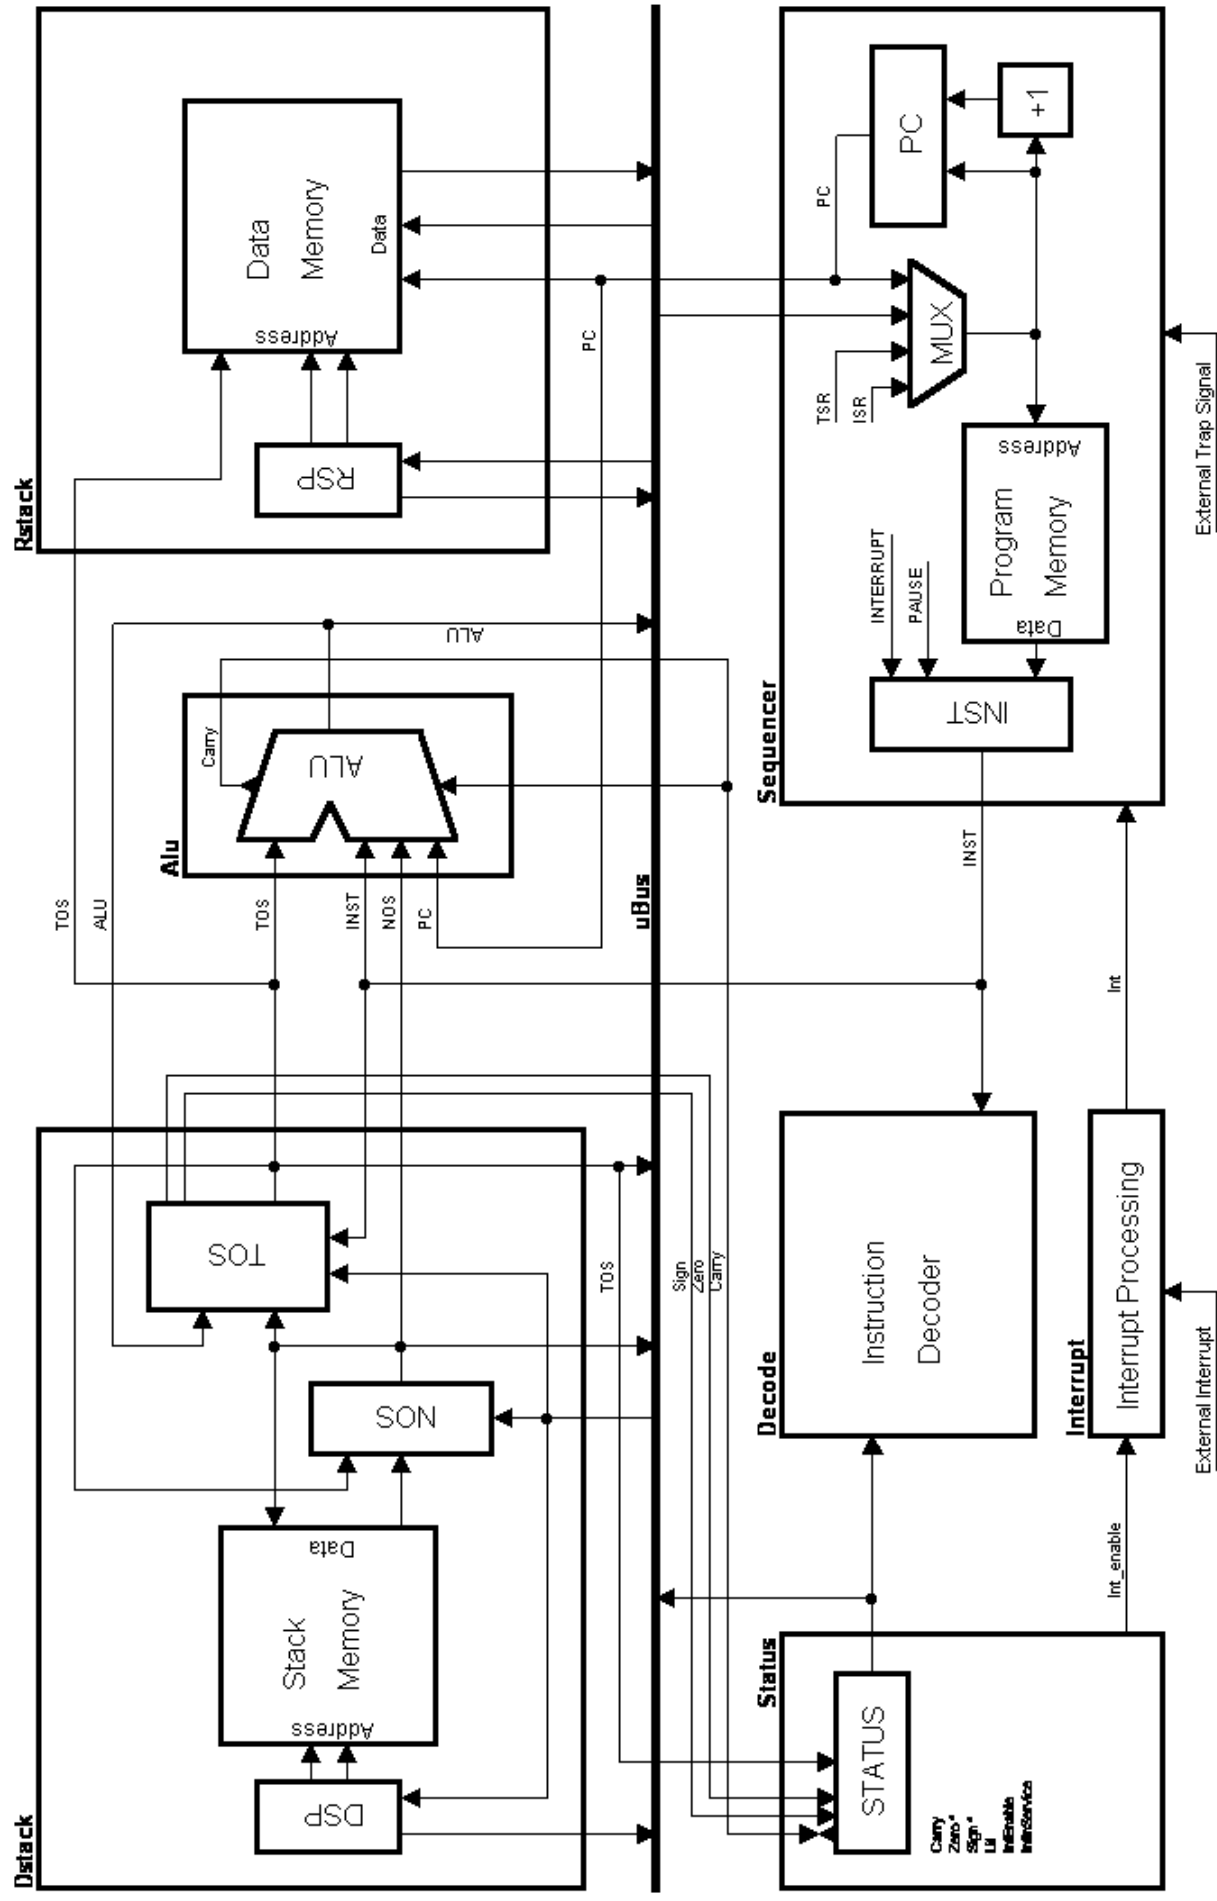 Dstack
DSP
Address
Stack
Memory
Data
NOS
TOS
TOS
ALU
TOS
INST
NOS
PC
Alu
ALU
Carry
ALU
Rstack
RSP
Address
Data
Memory
Data
PC
uBus
TOS
Sign
Zero
Carry
Status
STATUS
Carry
Zero *
Sign *
Lit
IntEnable
IntInService
Int_enable
Decode
Instruction
Decoder
Interrupt
Interrupt Processing
External Interrupt
Int
INST
Sequencer
INST
INTERRUPT
PAUSE
Data
Program
Memory
Address
TSR
ISR
MUX
PC
PC
+1
External Trap Signal